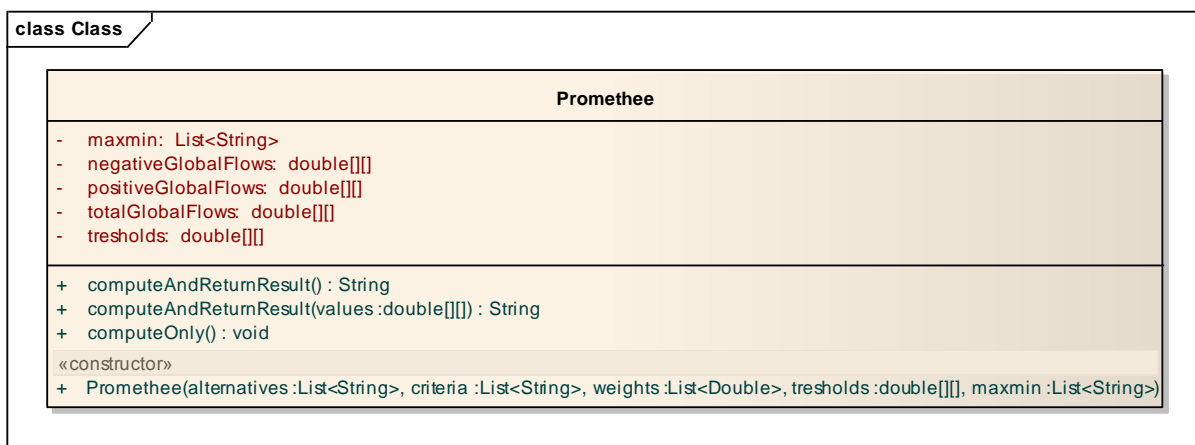 class Class
Promethee
- maxmin: List<String>
- negativeGlobalFlows: double[][]
- positiveGlobalFlows: double[][]
- totalGlobalFlows: double[][]
- tresholds: double[][]
+ computeAndReturnResult() : String
+ computeAndReturnResult(values :double[][]) : String
+ computeOnly() : void
«constructor»
+ Promethee(alternatives :List<String>, criteria :List<String>, weights :List<Double>, tresholds :double[][], maxmin :List<String>)